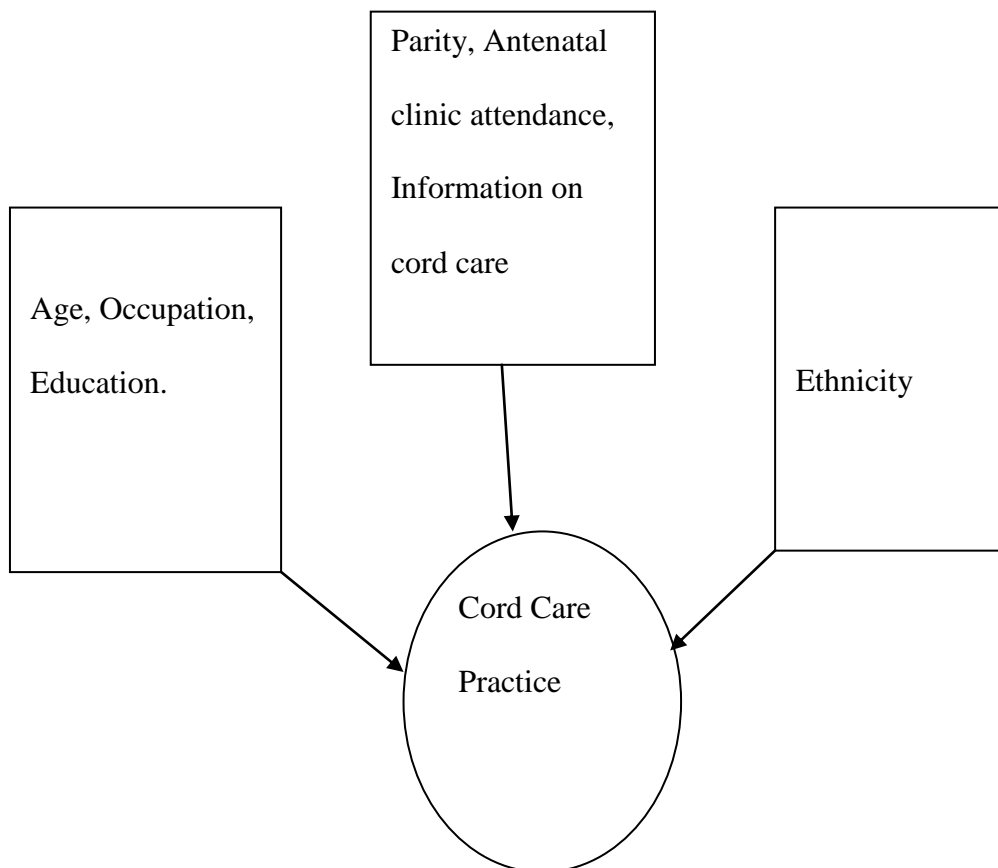 Parity, Antenatal
clinic attendance,
Information on
cord care
Age, Occupation,
Education.
Ethnicity
Cord Care
Practice